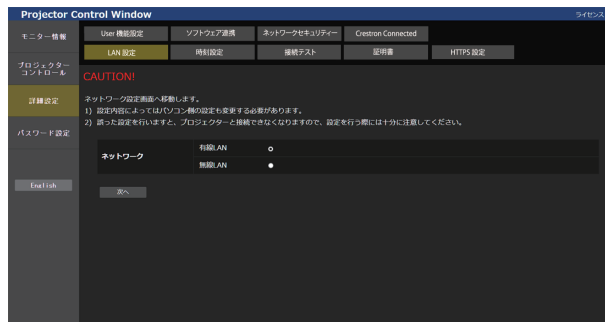 Projector Control Window
ライセンス
モニター情報
プロジェクター
コントロール
詳細設定
パスワード設定
English
User 機能設定
ソフトウェア連携
ネットワークセキュリティー
Crestron Connected
LAN 設定
時刻設定
接続テスト
証明書
HTTPS 設定
CAUTION!
ネットワーク設定画面へ移動します。
1) 設定内容によってはパソコン側の設定も変更する必要があります。
2) 誤った設定を行いますと、プロジェクターと接続できなくなりますので、設定を行う際には十分に注意してください。
ネットワーク
有線LAN
無線LAN
次へ